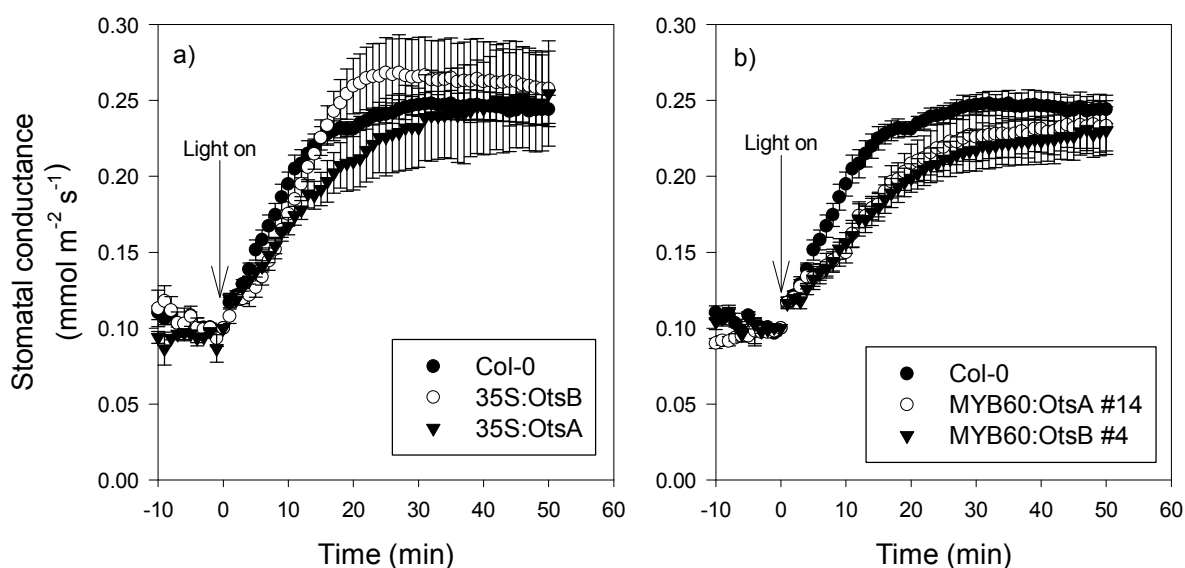 Stomatal conductance
(mmol m⁻² s⁻¹)
0.30
0.25
0.20
0.15
0.10
0.05
0.00
a)
Light on
Col-0
35S:OtsB
35S:OtsA
-10 0 10 20 30 40 50 60
Time (min)
0.30
0.25
0.20
0.15
0.10
0.05
0.00
b)
Light on
Col-0
MYB60:OtsA #14
MYB60:OtsB #4
-10 0 10 20 30 40 50 60
Time (min)